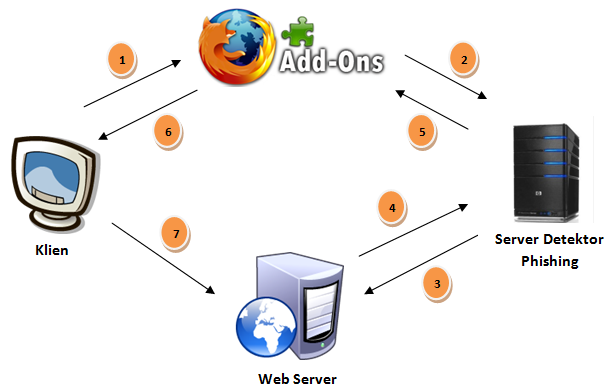 1
2
Add-Ons
6
5
Klien
7
4
Server Detektor
Phishing
3
Web Server